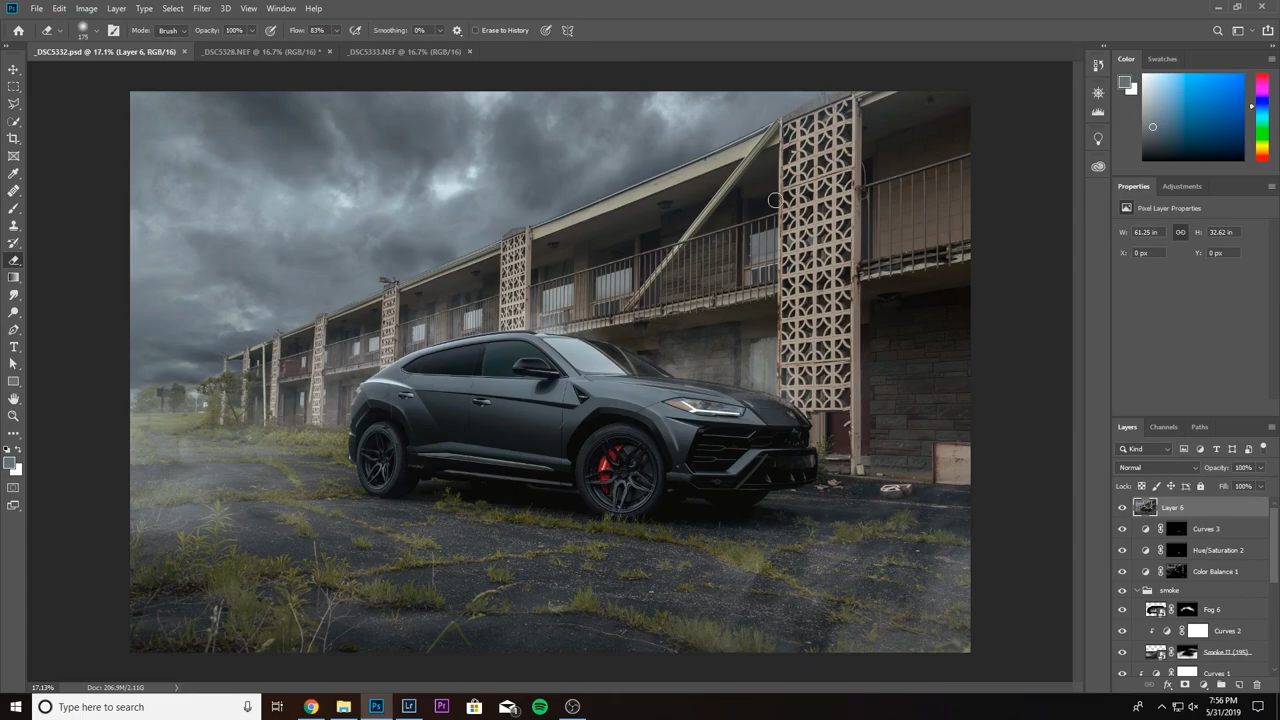 File Edit Image Layer Type Select Filter 3D View Window Help
175 Mode: Brush Opacity: 100% Flow: 83% Smoothing: 0% Erase to History
_DSC5332.psd @ 17.1% (Layer 6, RGB/16) × _DSC5328.NEF @ 16.7% (RGB/16) * × _DSC5333.NEF @ 16.7% (RGB/16) ×
Color Swatches
Properties Adjustments
Pixel Layer Properties
W: 61.25 in H: 32.62 in
X: 0 px Y: 0 px
Layers Channels Paths
Kind
Normal Opacity: 100%
Lock: Fill: 100%
Layer 6
Curves 3
Hue/Saturation 2
Color Balance 1
smoke
Fog 6
Curves 2
Smoke II (195)...
Curves 1
17.13% Doc: 206.9M/2.11G
Type here to search
7:56 PM
5/31/2019